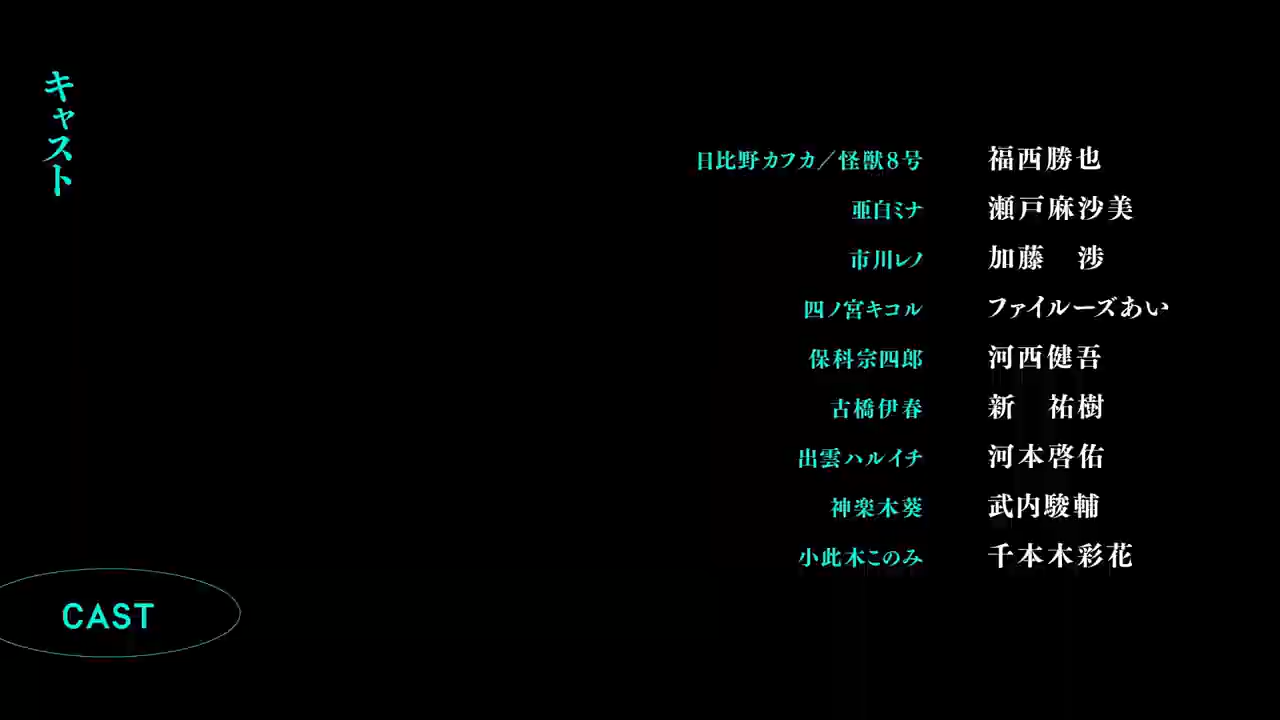 キャスト
日比野カフカ／怪獣８号　福西勝也
亜白ミナ　瀬戸麻沙美
市川レノ　加藤　渉
四ノ宮キコル　ファイルーズあい
保科宗四郎　河西健吾
古橋伊春　新　祐樹
出雲ハルイチ　河本啓佑
神楽木葵　武内駿輔
小此木このみ　千本木彩花
CAST